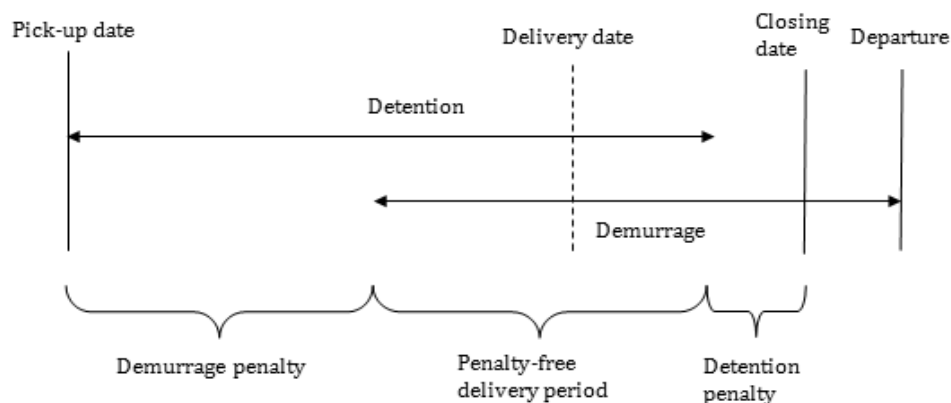 Pick-up date
Delivery date
Closing
date
Departure
Detention
Demurrage
Demurrage penalty
Penalty-free
delivery period
Detention
penalty